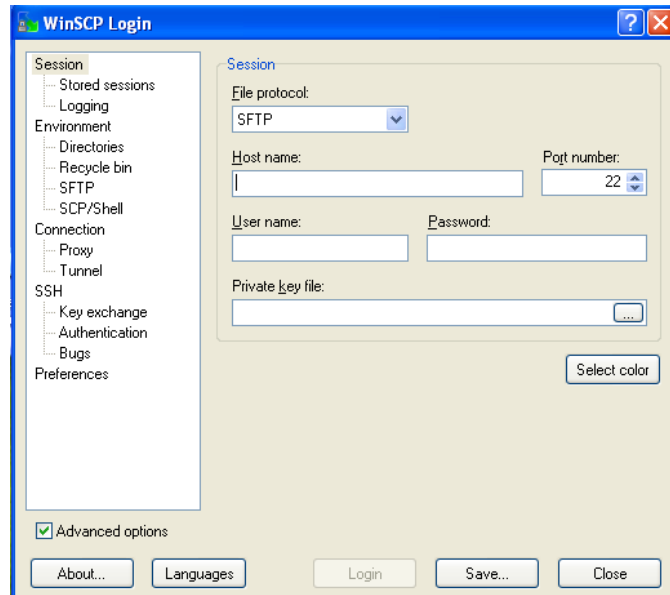 WinSCP Login
Session
Stored sessions
Logging
Environment
Directories
Recycle bin
SFTP
SCP/Shell
Connection
Proxy
Tunnel
SSH
Key exchange
Authentication
Bugs
Preferences
Session
File protocol:
SFTP
Host name: Port number:
22
User name: Password:
Private key file:
...
Select color
Advanced options
About... Languages Login Save... Close